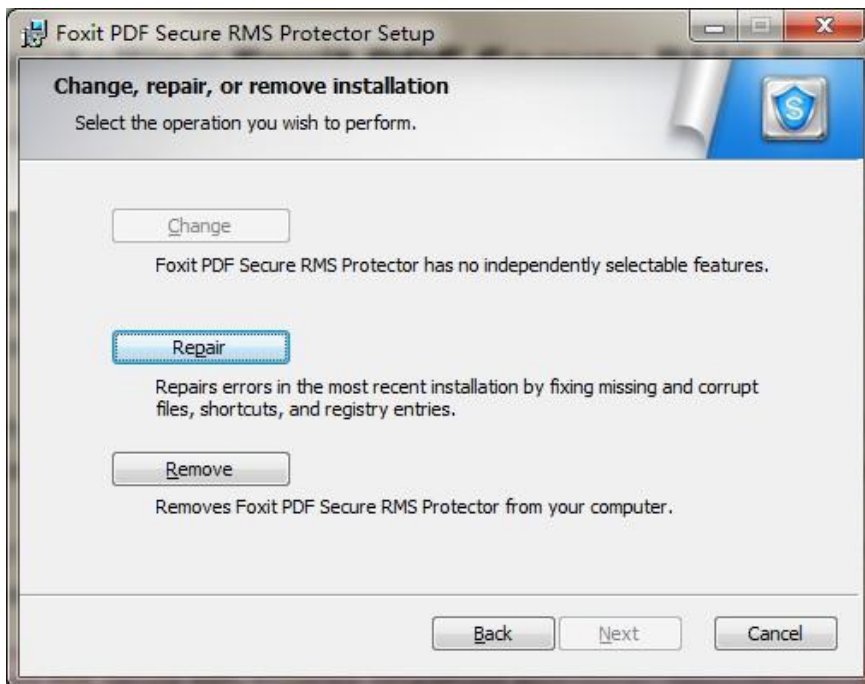 Foxit PDF Secure RMS Protector Setup
Change, repair, or remove installation
Select the operation you wish to perform.
S
Change
Foxit PDF Secure RMS Protector has no independently selectable features.
Repair
Repairs errors in the most recent installation by fixing missing and corrupt
files, shortcuts, and registry entries.
Remove
Removes Foxit PDF Secure RMS Protector from your computer.
Back Next Cancel